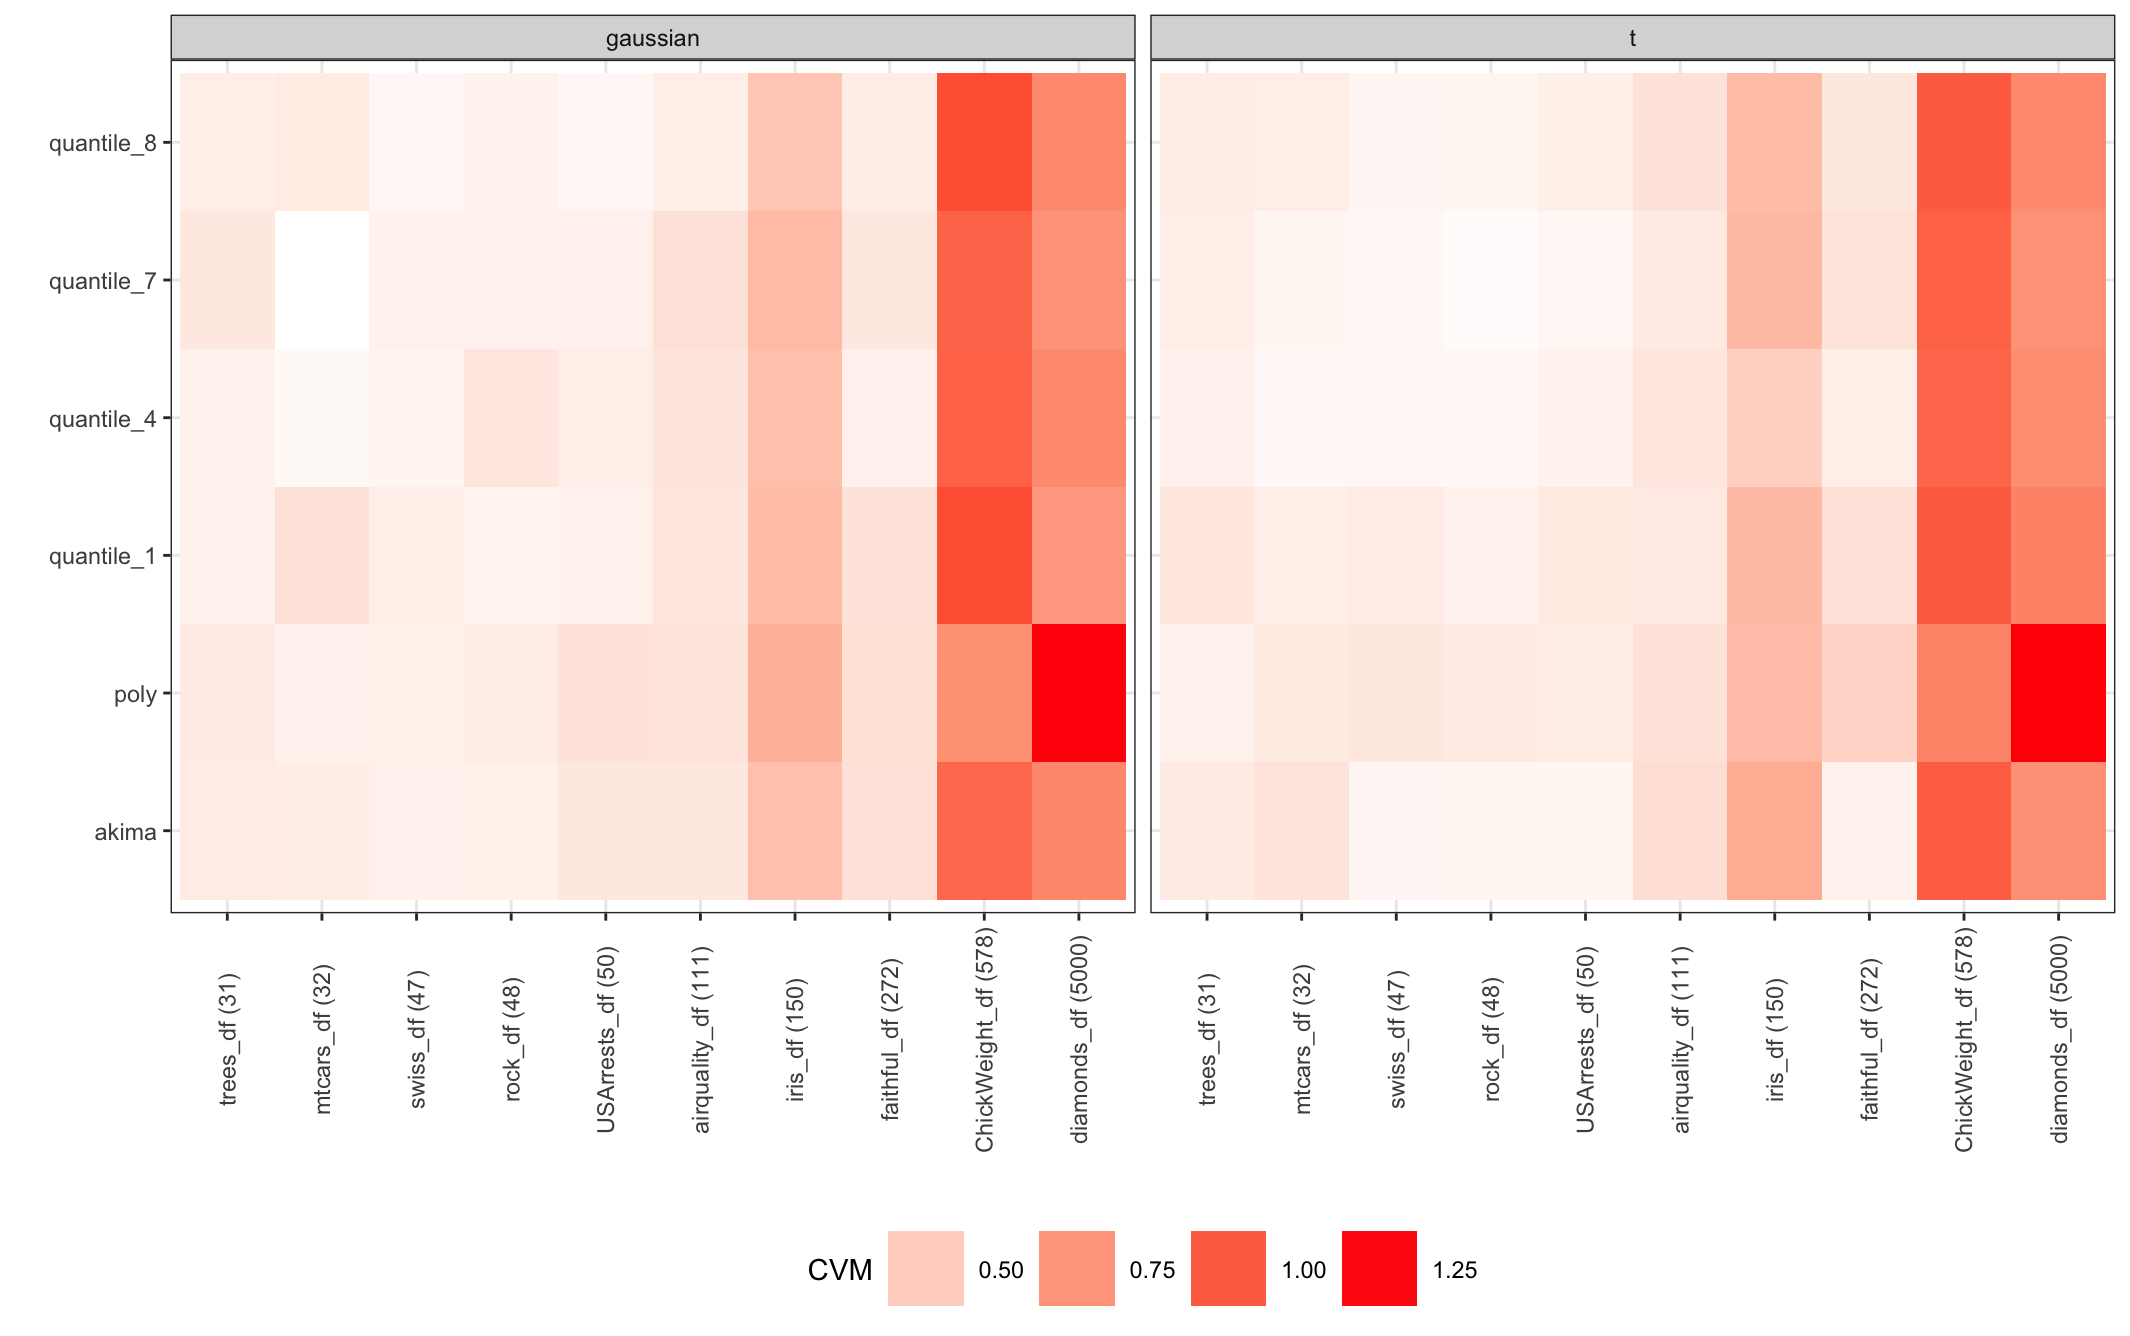 gaussian
t
quantile_8
quantile_7
quantile_4
quantile_1
poly
akima
trees_df (31)
mtcars_df (32)
swiss_df (47)
rock_df (48)
USArrests_df (50)
airquality_df (111)
iris_df (150)
faithful_df (272)
ChickWeight_df (578)
diamonds_df (5000)
trees_df (31)
mtcars_df (32)
swiss_df (47)
rock_df (48)
USArrests_df (50)
airquality_df (111)
iris_df (150)
faithful_df (272)
ChickWeight_df (578)
diamonds_df (5000)
CVM 0.50 0.75 1.00 1.25